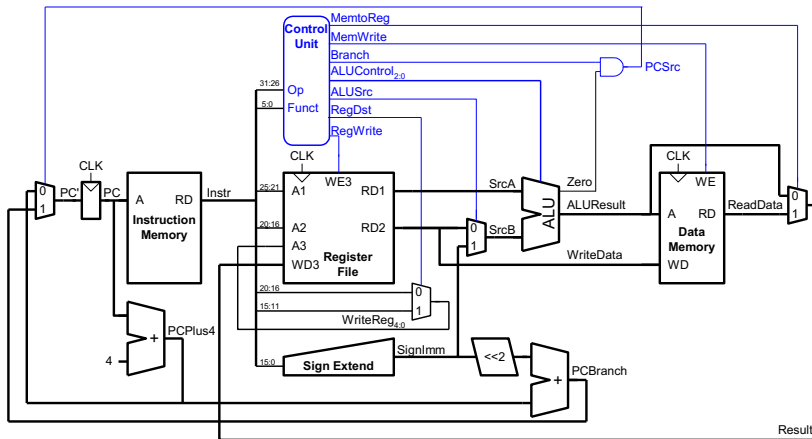 MemtoReg
Control
Unit
MemWrite
Branch
ALUControl2:0
PCSrc
31:26
Op
ALUSrc
5:0
Funct
RegDst
RegWrite
CLK
CLK
CLK
0
1
PC'
PC
A
RD
Instruction
Memory
Instr
25:21
A1
WE3
RD1
SrcA
Zero
WE
0
1
20:16
A2
RD2
0
1
SrcB
ALU
ALUResult
A
RD
ReadData
Data
Memory
A3
WD3
Register
File
WriteData
WD
20:16
0
15:11
1
WriteReg4:0
PCPlus4
+
4
SignImm
15:0
Sign Extend
<<2
+
PCBranch
Result